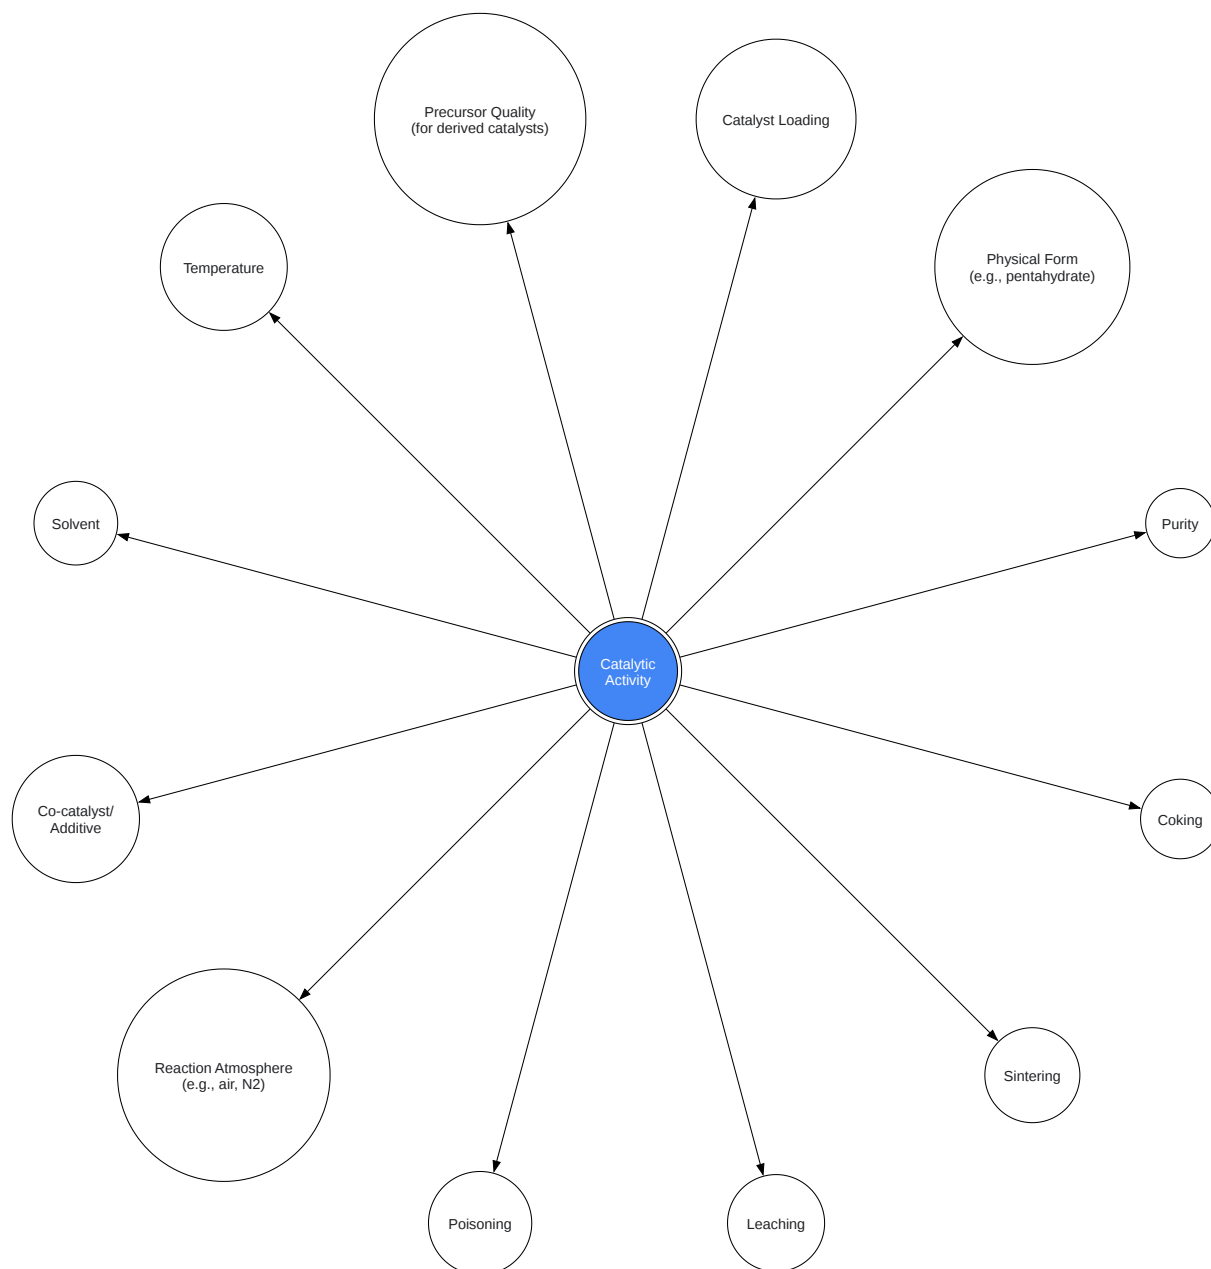 Precursor Quality
(for derived catalysts)
Catalyst Loading
Physical Form
(e.g., pentahydrate)
Temperature
Solvent
Purity
Catalytic
Activity
Co-catalyst/
Additive
Coking
Reaction Atmosphere
(e.g., air, N2)
Sintering
Poisoning
Leaching